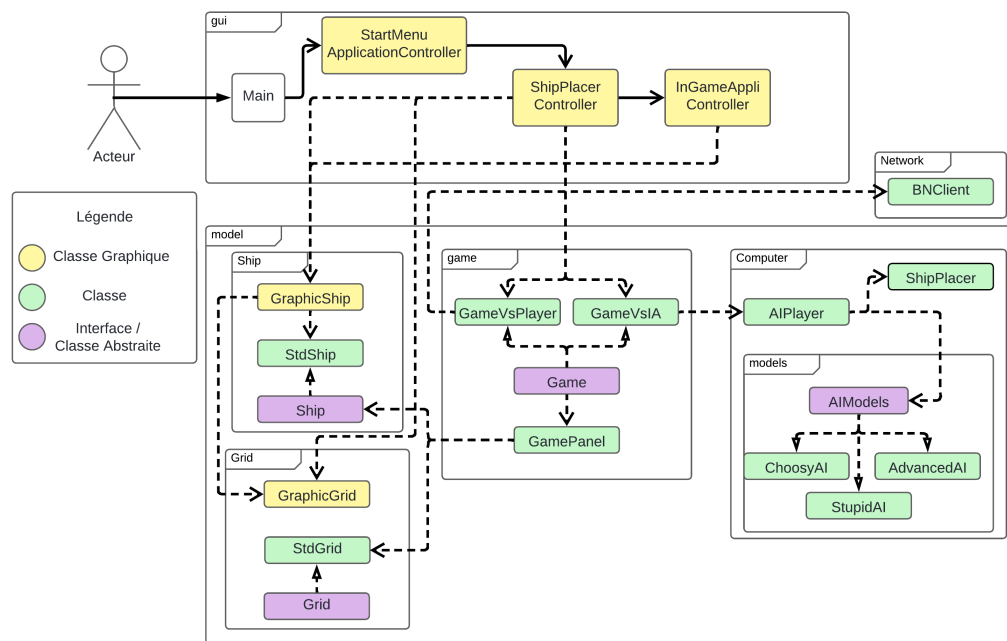 gui
StartMenu
ApplicationController
Main
ShipPlacer
Controller
InGameAppli
Controller
Acteur
Network
BNClient
Légende
Classe Graphique
Classe
Interface /
Classe Abstraite
model
Ship
GraphicShip
StdShip
Ship
game
GameVsPlayer
GameVsIA
Game
GamePanel
Computer
ShipPlacer
AIPlayer
models
AIModels
ChoosyAI
AdvancedAI
StupidAI
Grid
GraphicGrid
StdGrid
Grid